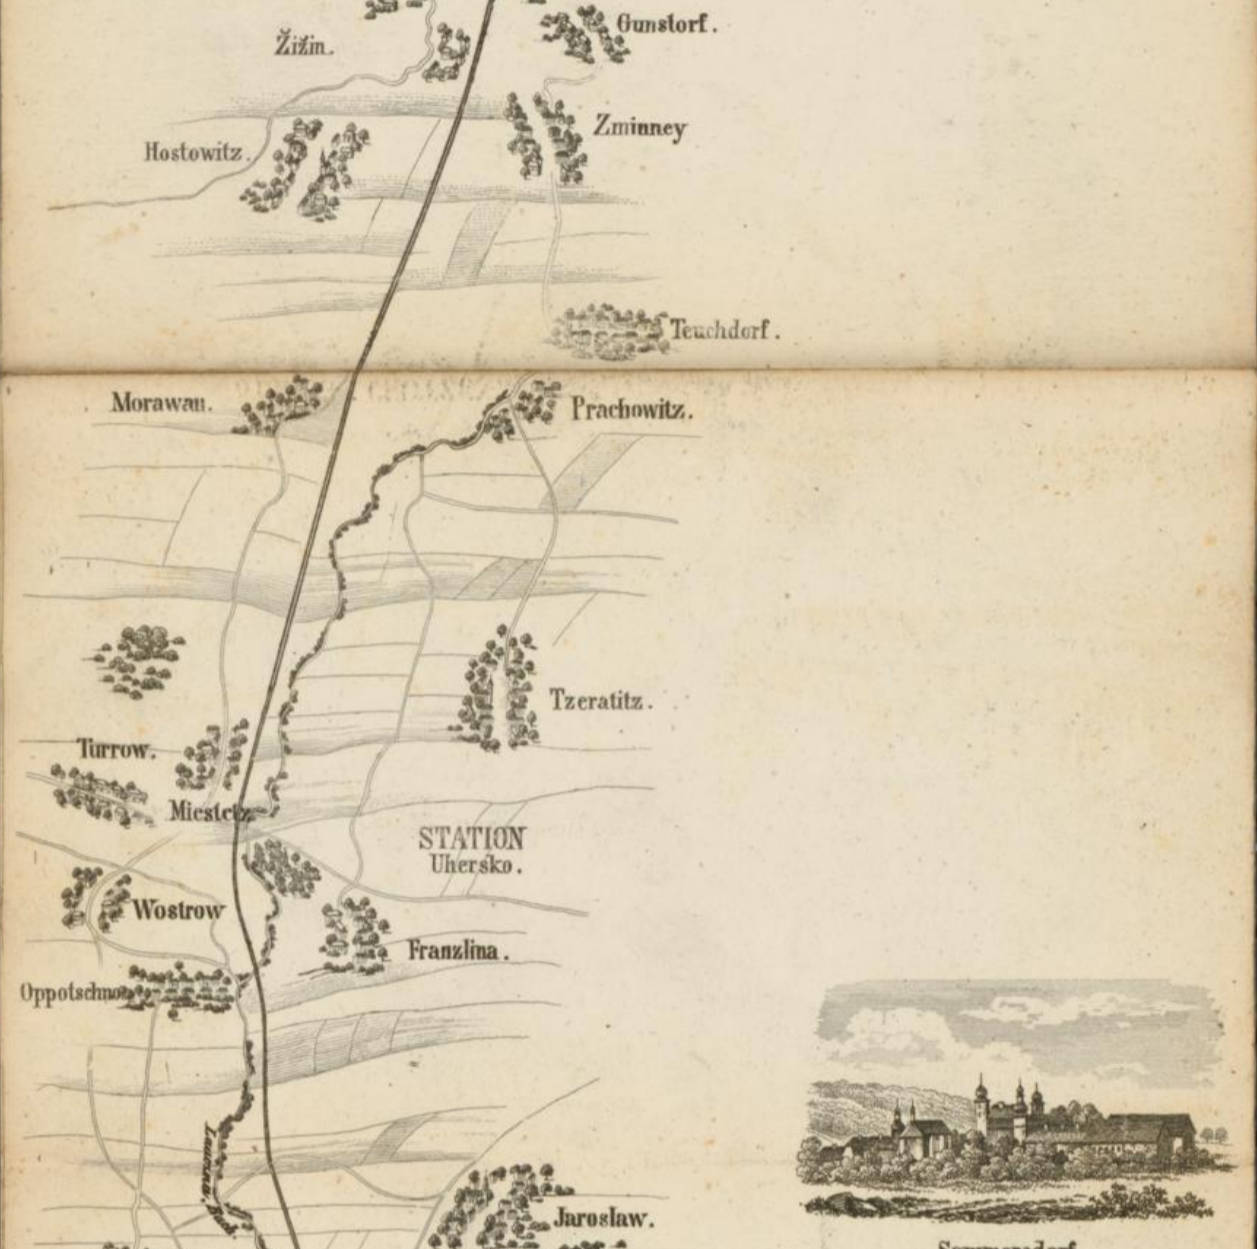 Gunstorf.
Žižin.
Zminney
Hostowitz.
Teuchdorf.
Morawan.
Prachowitz.
Tzeratitz.
Turrow.
Miestetz
STATION
Uhersko.
Wostrow
Franzlina.
Oppotschno
Jaroslaw.